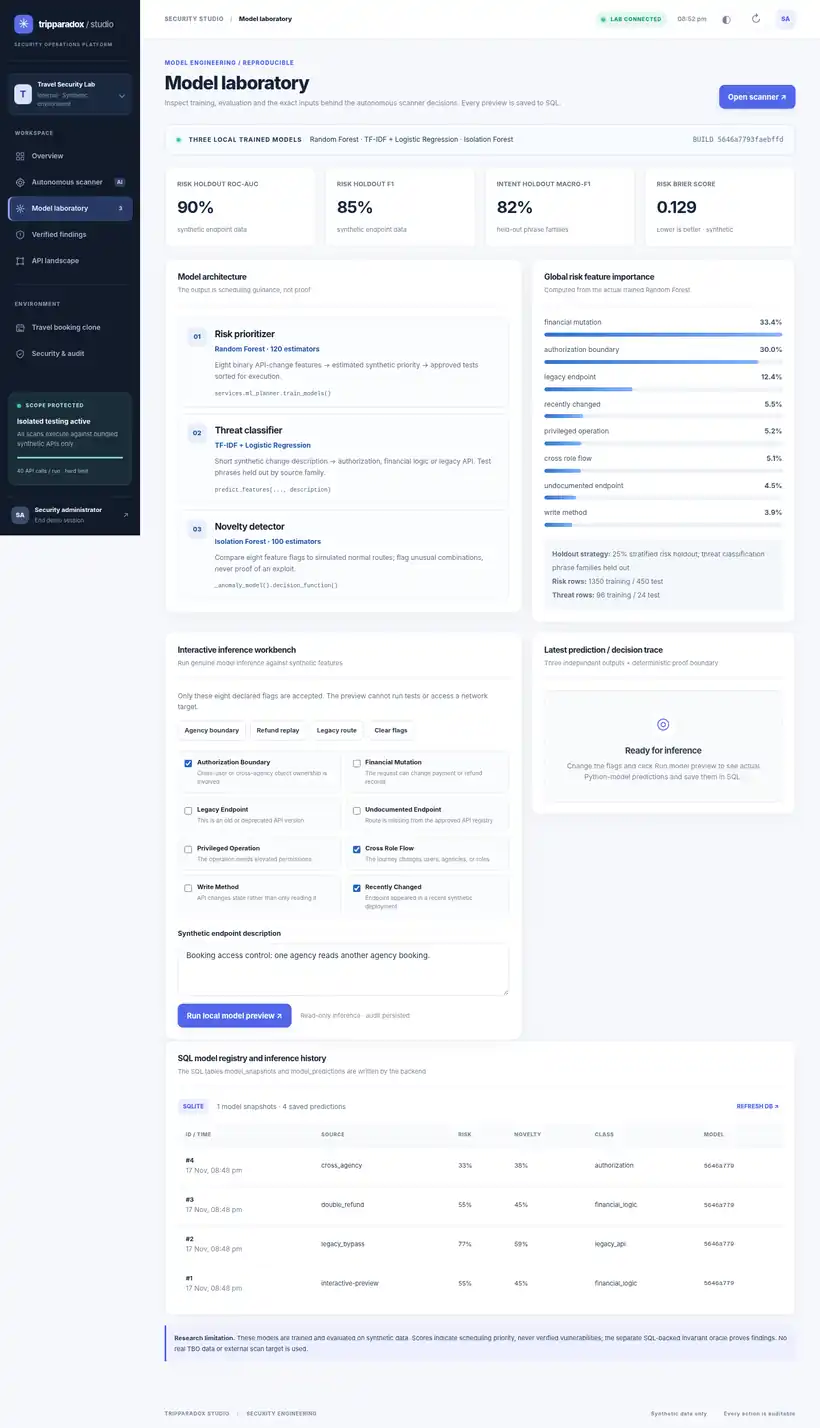 tripparadox / studio
SECURITY OPERATIONS PLATFORM
T
Travel Security Lab
Internal · Synthetic
environment
WORKSPACE
Overview
Autonomous scanner AI
Model laboratory 3
Verified findings
API landscape
ENVIRONMENT
Travel booking clone
Security & audit
SCOPE PROTECTED
Isolated testing active
All scans execute against bundled
synthetic APIs only
40 API calls / run · hard limit
SA
Security administrator
End demo session
SECURITY STUDIO / Model laboratory
LAB CONNECTED
08:52 pm
SA
MODEL ENGINEERING / REPRODUCIBLE
Model laboratory
Inspect training, evaluation and the exact inputs behind the autonomous scanner decisions. Every preview is saved to SQL.
Open scanner ↗
THREE LOCAL TRAINED MODELS Random Forest · TF-IDF + Logistic Regression · Isolation Forest
BUILD 5646a7793faebffd
RISK HOLDOUT ROC-AUC
90%
synthetic endpoint data
RISK HOLDOUT F1
85%
synthetic endpoint data
INTENT HOLDOUT MACRO-F1
82%
held-out phrase families
RISK BRIER SCORE
0.129
Lower is better · synthetic
Model architecture
The output is scheduling guidance, not proof
01
Risk prioritizer
Random Forest · 120 estimators
Eight binary API-change features → estimated synthetic priority → approved tests
sorted for execution.
services.ml_planner.train_models()
02
Threat classifier
TF-IDF + Logistic Regression
Short synthetic change description → authorization, financial logic or legacy API. Test
phrases held out by source family.
predict_features(..., description)
03
Novelty detector
Isolation Forest · 100 estimators
Compare eight feature flags to simulated normal routes; flag unusual combinations,
never proof of an exploit.
_anomaly_model().decision_function()
Global risk feature importance
Computed from the actual trained Random Forest
financial mutation 33.4%
authorization boundary 30.0%
legacy endpoint 12.4%
recently changed 5.5%
privileged operation 5.2%
cross role flow 5.1%
undocumented endpoint 4.5%
write method 3.9%
Holdout strategy: 25% stratified risk holdout; threat classification
phrase families held out
Risk rows: 1350 training / 450 test
Threat rows: 96 training / 24 test
Interactive inference workbench
Run genuine model inference against synthetic features
Only these eight declared flags are accepted. The preview cannot run tests or access a network
target.
Agency boundary Refund replay Legacy route Clear flags
Authorization Boundary
Cross-user or cross-agency object ownership is
involved
Financial Mutation
The request can change payment or refund
records
Legacy Endpoint
This is an old or deprecated API version
Undocumented Endpoint
Route is missing from the approved API registry
Privileged Operation
The operation needs elevated permissions
Cross Role Flow
The journey changes users, agencies, or roles
Write Method
API changes state rather than only reading it
Recently Changed
Endpoint appeared in a recent synthetic
deployment
Synthetic endpoint description
Booking access control: one agency reads another agency booking.
Run local model preview ↗
Read-only inference · audit persisted
Latest prediction / decision trace
Three independent outputs + deterministic proof boundary
Ready for inference
Change the flags and click Run model preview to see actual
Python-model predictions and save them in SQL
SQL model registry and inference history
The SQL tables model_snapshots and model_predictions are written by the backend
SQLITE 1 model snapshots · 4 saved predictions
REFRESH DB ↗
ID / TIME SOURCE RISK NOVELTY CLASS MODEL
#4
17 Nov, 08:48 pm cross_agency 33% 38% authorization 5646a779
#3
17 Nov, 08:48 pm double_refund 55% 45% financial_logic 5646a779
#2
17 Nov, 08:48 pm legacy_bypass 77% 59% legacy_api 5646a779
#1
17 Nov, 08:48 pm interactive-preview 55% 45% financial_logic 5646a779
Research limitation. These models are trained and evaluated on synthetic data. Scores indicate scheduling priority, never verified vulnerabilities; the separate SQL-backed invariant oracle proves findings. No
real TBO data or external scan target is used.
TRIPPARADOX STUDIO / SECURITY ENGINEERING
Synthetic data only Every action is auditable